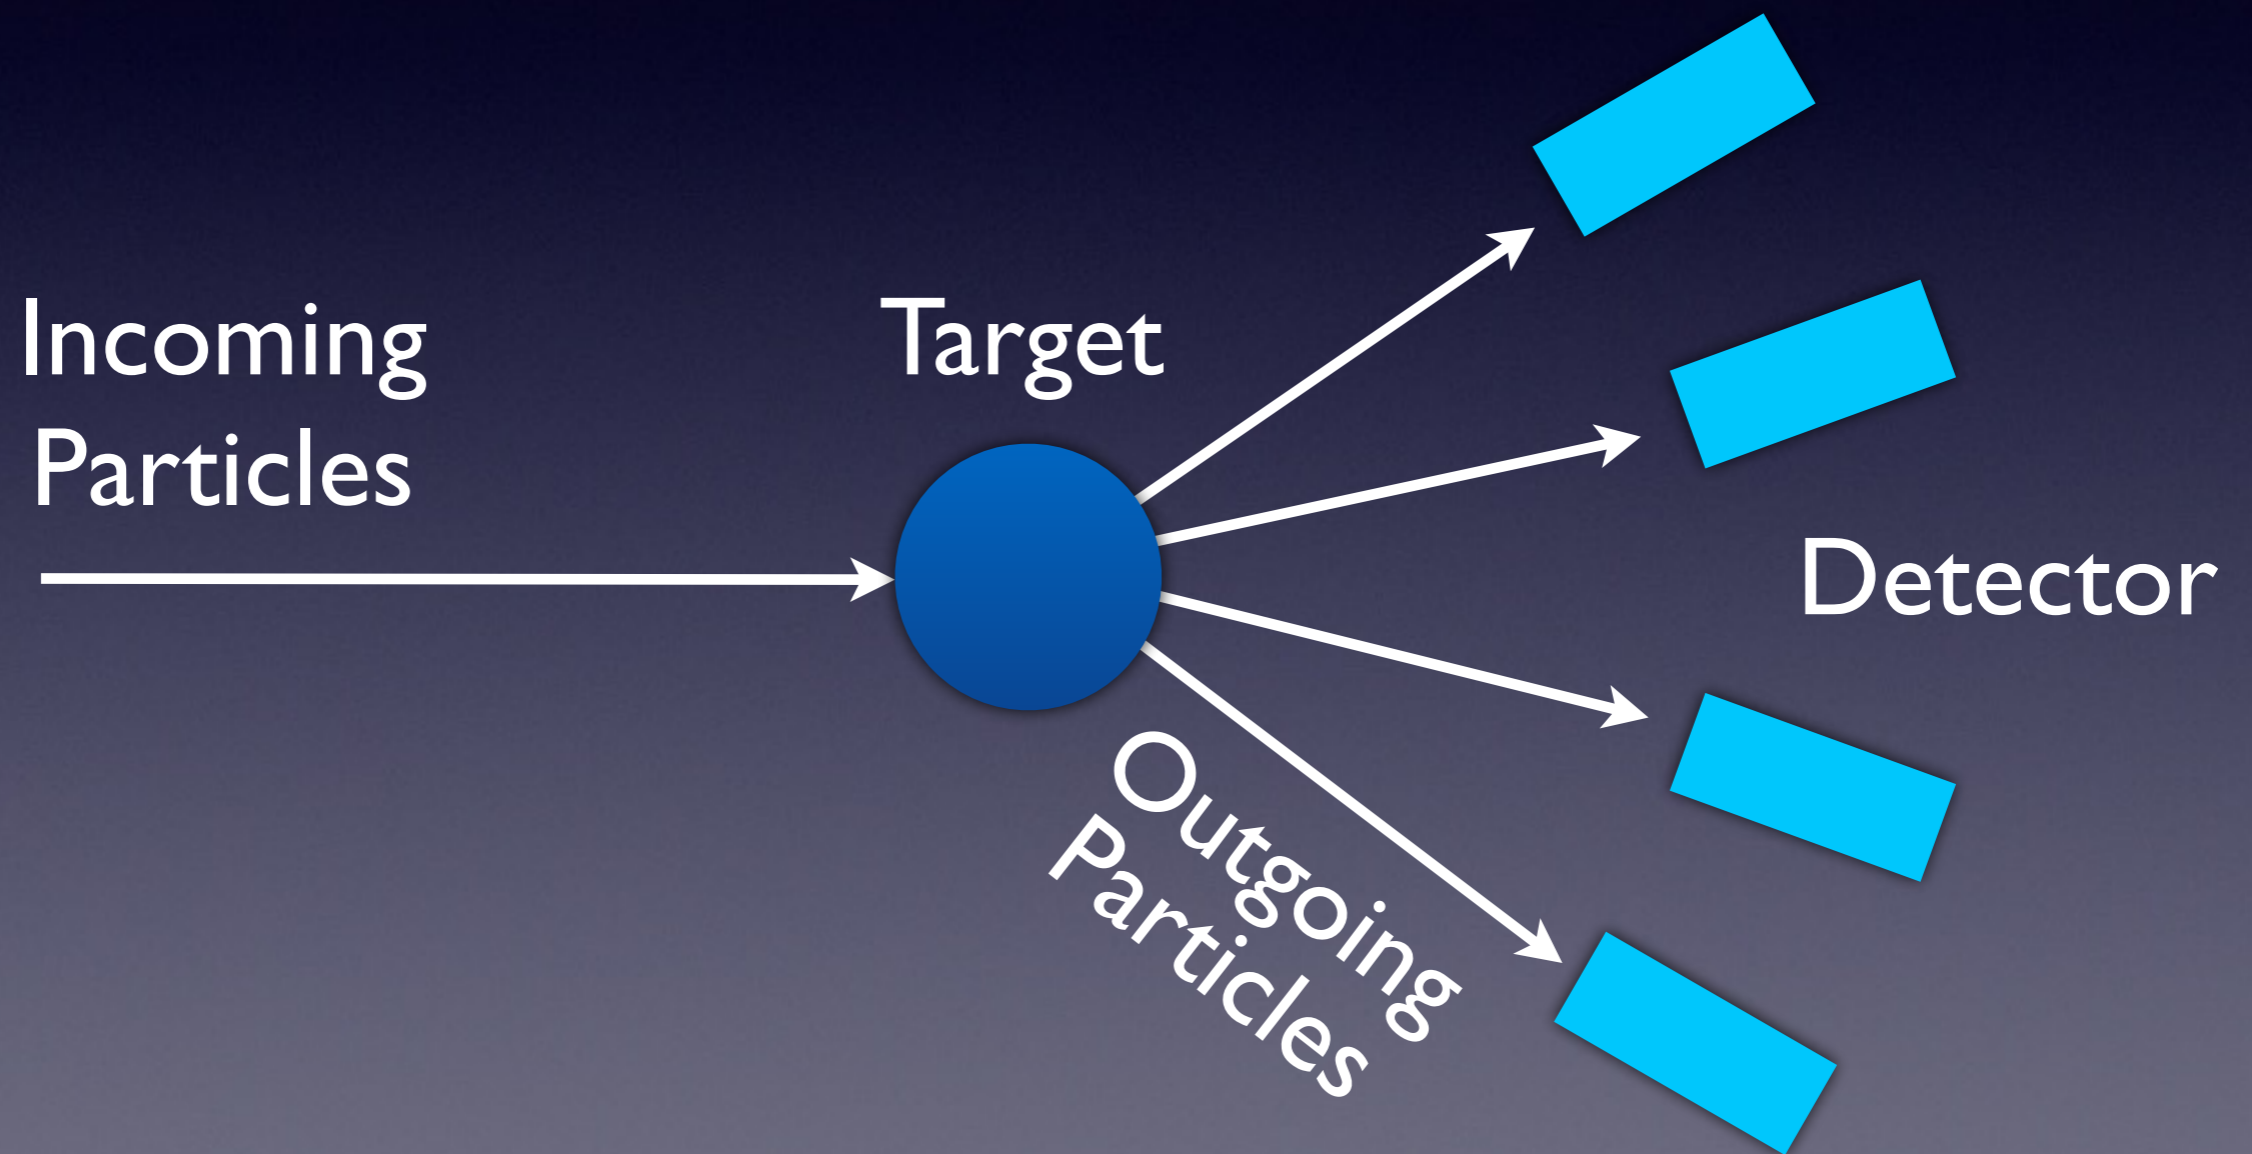 Incoming
Particles
Target
Detector
Outgoing
Particles